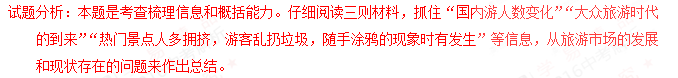 试题分析：本题是考查梳理信息和概括能力。仔细阅读三则材料，抓住“国内游人数变化”“大众旅游时代
的到来”“热门景点人多拥挤，游客乱扔垃圾，随手涂鸦的现象时有发生”等信息，从旅游市场的发展
和现状存在的问题来作出总结。